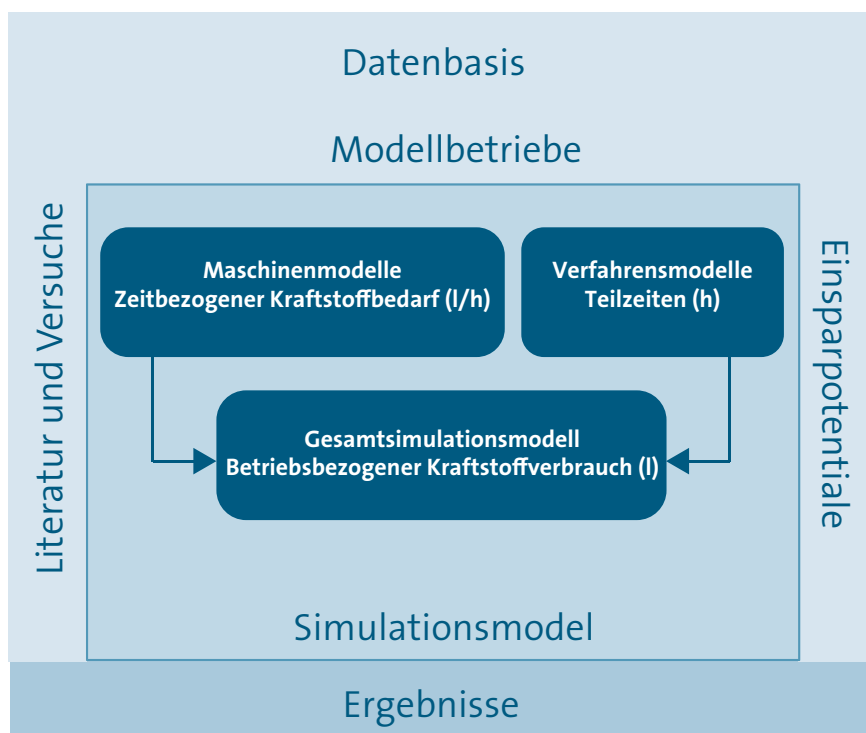 Datenbasis
Modellbetriebe
Literatur und Versuche
Maschinenmodelle
Zeitbezogener Kraftstoffbedarf (l/h)
Verfahrensmodelle
Teilzeiten (h)
Einsparpotentiale
Gesamtsimulationsmodell
Betriebsbezogener Kraftstoffverbrauch (l)
Simulationsmodel
Ergebnisse